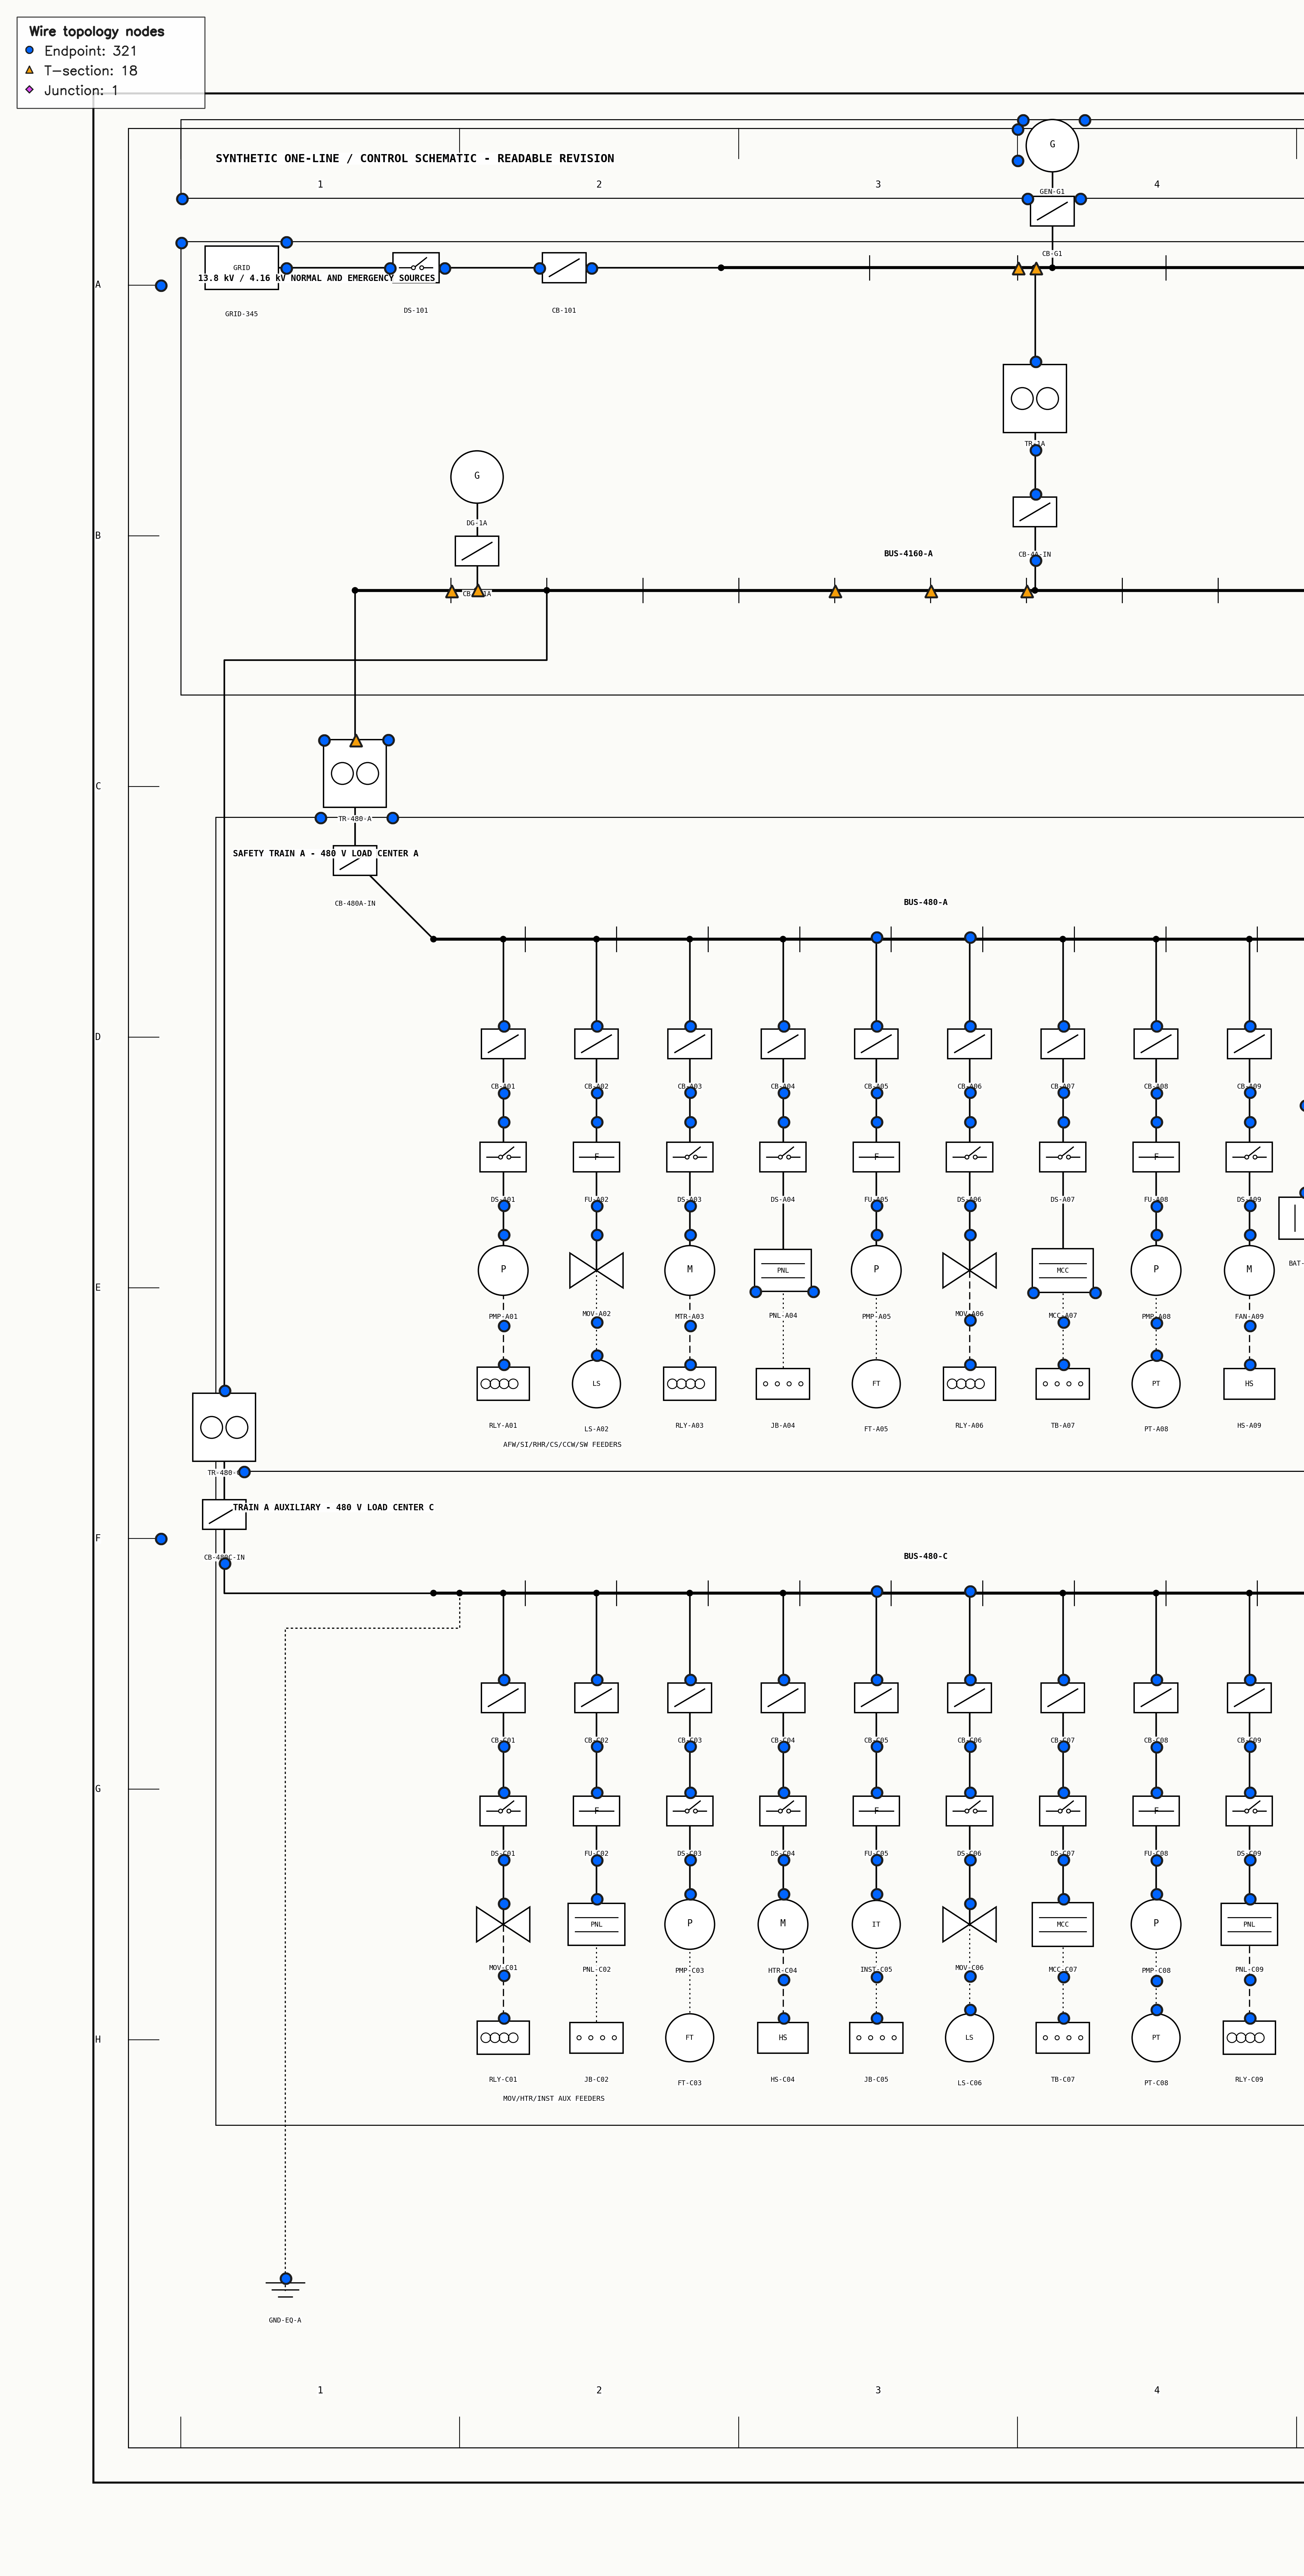 Wire topology nodes
Endpoint: 321
T-section: 18
Junction: 1
SYNTHETIC ONE-LINE / CONTROL SCHEMATIC - READABLE REVISION
1 2 3 4
G
GEN-G1
CB-G1
A
GRID
13.8 kV / 4.16 kV NORMAL AND EMERGENCY SOURCES
GRID-345
DS-101
CB-101
TR-1A
G
DG-1A
B
BUS-4160-A
CB-4A-IN
C
TR-480-A
SAFETY TRAIN A - 480 V LOAD CENTER A
CB-480A-IN
BUS-480-A
D
CB-A01 CB-A02 CB-A03 CB-A04 CB-A05 CB-A06 CB-A07 CB-A08 CB-A09
F F F
DS-A01 FU-A02 DS-A03 DS-A04 FU-A05 DS-A06 DS-A07 FU-A08 DS-A09
BAT-
E
P M PNL P MCC P M
PMP-A01 MOV-A02 MTR-A03 PNL-A04 PMP-A05 MOV-A06 MCC-A07 PMP-A08 FAN-A09
LS FT PT HS
RLY-A01 LS-A02 RLY-A03 JB-A04 FT-A05 RLY-A06 TB-A07 PT-A08 HS-A09
AFW/SI/RHR/CS/CCW/SW FEEDERS
TR-480-
TRAIN A AUXILIARY - 480 V LOAD CENTER C
F
CB-480C-IN
BUS-480-C
CB-C01 CB-C02 CB-C03 CB-C04 CB-C05 CB-C06 CB-C07 CB-C08 CB-C09
G
F F F
DS-C01 FU-C02 DS-C03 DS-C04 FU-C05 DS-C06 DS-C07 FU-C08 DS-C09
PNL P M IT MCC P PNL
MOV-C01 PNL-C02 PMP-C03 HTR-C04 INST-C05 MOV-C06 MCC-C07 PMP-C08 PNL-C09
H
FT HS LS PT
RLY-C01 JB-C02 FT-C03 HS-C04 JB-C05 LS-C06 TB-C07 PT-C08 RLY-C09
MOV/HTR/INST AUX FEEDERS
GND-EQ-A
1 2 3 4